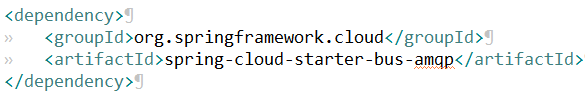 <dependency>
<groupId>org.springframework.cloud</groupId>
<artifactId>spring-cloud-starter-bus-amqp</artifactId>
</dependency>